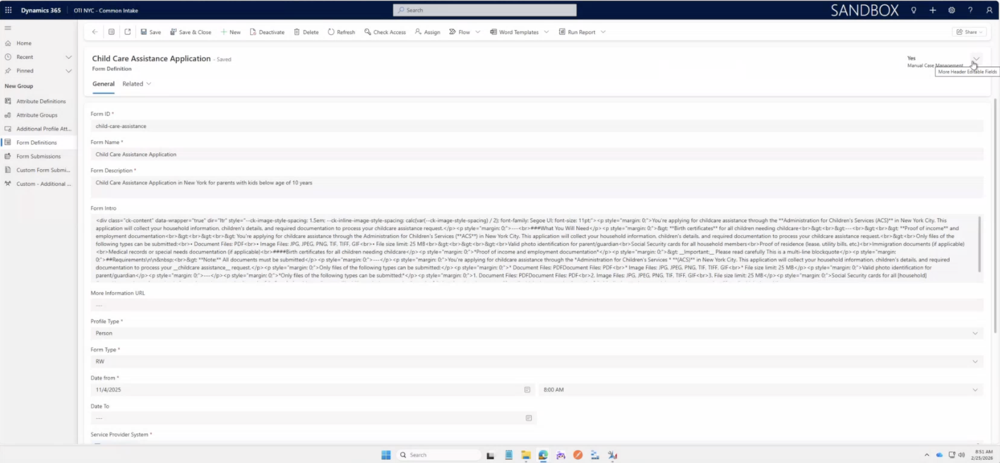 Dynamics 365
OTI NYC - Common Intake
Search
SANDBOX
Save
Save & Close
New
Deactivate
Delete
Refresh
Check Access
Assign
Flow
Word Templates
Run Report
Share
Home
Recent
Pinned
New Group
Attribute Definitions
Attribute Groups
Additional Profile Att...
Form Definitions
Form Submissions
Custom Form Submi...
Custom - Additional ...
Child Care Assistance Application - Saved
Form Definition
Yes
Manual Case Management
More Header Editable Fields
General
Related
Form ID *
child-care-assistance
Form Name *
Child Care Assistance Application
Form Description *
Child Care Assistance Application in New York for parents with kids below age of 10 years
Form Intro
<div class="ck-content" data-wrapper="true" dir="ltr" style="--ck-image-style-spacing: 1.5em; --ck-inline-image-style-spacing: calc(var(--ck-image-style-spacing) / 2); font-family: Segoe UI; font-size: 11pt;"><p style="margin: 0;">You're applying for childcare assistance through the **Administration for Children's Services (ACS)** in New York City. This
application will collect your household information, children's details, and required documentation to process your childcare assistance request.</p><p style="margin: 0;">---<br>###What You Will Need</p><p style="margin: 0;">&gt; **Birth certificates** for all children needing childcare<br>&gt;<br>&gt;---<br>&gt;<br>&gt; **Proof of income** and
employment documentation<br>&gt;<br>&gt;<br>&gt; You're applying for childcare assistance through the Administration for Children's Services (**ACS**) in New York City. This application will collect your household information, children's details, and required documentation to process your childcare assistance request.<br>&gt;<br>Only files of the
following types can be submitted:<br>• Document Files: PDF<br>• Image Files: JPG, JPEG, PNG, TIF, TIFF, GIF<br>• File size limit: 25 MB<br>&gt;<br>&gt;<br>&gt;<br>Valid photo identification for parent/guardian<br>Social Security cards for all household members<br>Proof of residence (lease, utility bills, etc.)<br>Immigration documents (if applicable)
<br>Medical records or special needs documentation (if applicable)<br>####Birth certificates for all children needing childcare</p><p style="margin: 0;">*Proof of income and employment documentation*</p><p style="margin: 0;">&gt; __Important:__ Please read carefully This is a multi-line blockquote</p><p style="margin:
0;">##Requirements\n\n&nbsp;<br>&gt; **Note:** All documents must be submitted</p><p style="margin: 0;">---</p><p style="margin: 0;">You're applying for childcare assistance through the *Administration for Children's Services * **(ACS)** in New York City. This application will collect your household information, children's details, and required
documentation to process your __childcare assistance__ request.</p><p style="margin: 0;">Only files of the following types can be submitted:</p><p style="margin: 0;">* Document Files: PDFDocument Files: PDF<br>* Image Files: JPG, JPEG, PNG, TIF, TIFF, GIF<br>* File size limit: 25 MB</p><p style="margin: 0;">Valid photo identification for
parent/guardian</p><p style="margin: 0;">---</p><p style="margin: 0;">*Only files of the following types can be submitted:*</p><p style="margin: 0;">1. Document Files: PDFDocument Files: PDF<br>2. Image Files: JPG, JPEG, PNG, TIF, TIFF, GIF<br>3. File size limit: 25 MB</p><p style="margin: 0;">Social Security cards for all [household]
More Information URL
---
Profile Type *
Person
Form Type *
RW
Date from *
11/4/2025
8:00 AM
Date To
---
Service Provider System *
Search
8:51 AM
2/25/2026